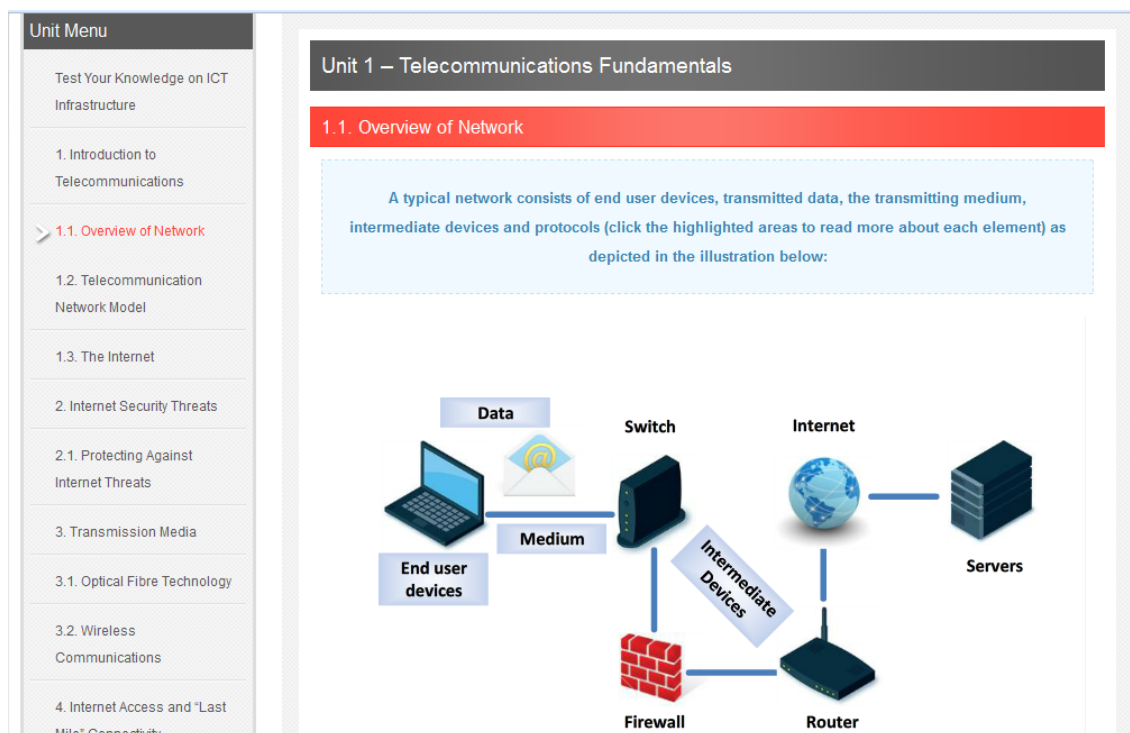 Unit Menu
Test Your Knowledge on ICT
Infrastructure
1. Introduction to
Telecommunications
1.1. Overview of Network
1.2. Telecommunication
Network Model
1.3. The Internet
2. Internet Security Threats
2.1. Protecting Against
Internet Threats
3. Transmission Media
3.1. Optical Fibre Technology
3.2. Wireless
Communications
4. Internet Access and “Last
Mile” Connectivity
Unit 1 – Telecommunications Fundamentals
1.1. Overview of Network
A typical network consists of end user devices, transmitted data, the transmitting medium,
intermediate devices and protocols (click the highlighted areas to read more about each element) as
depicted in the illustration below:
Data
Switch
Internet
Medium
End user
devices
Intermediate
Devices
Servers
Firewall
Router